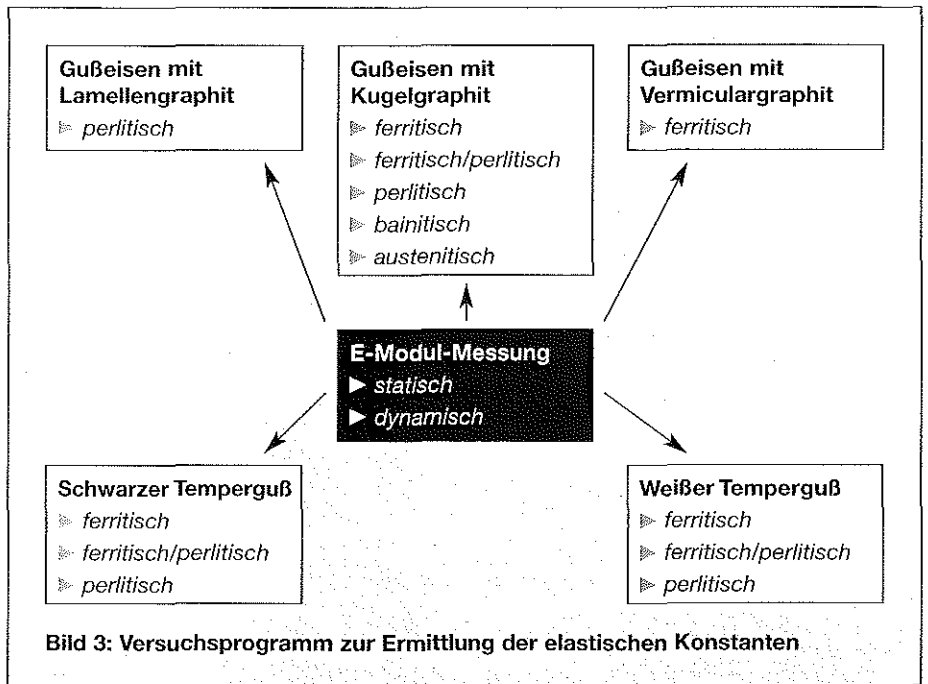 Gußeisen mit
Lamellengraphit
perlitisch
Gußeisen mit
Kugelgraphit
ferritisch
ferritisch/perlitisch
perlitisch
bainitisch
austenitisch
Gußeisen mit
Vermiculargraphit
ferritisch
E-Modul-Messung
statisch
dynamisch
Schwarzer Temperguß
ferritisch
ferritisch/perlitisch
perlitisch
Weißer Temperguß
ferritisch
ferritisch/perlitisch
perlitisch
Bild 3: Versuchsprogramm zur Ermittlung der elastischen Konstanten